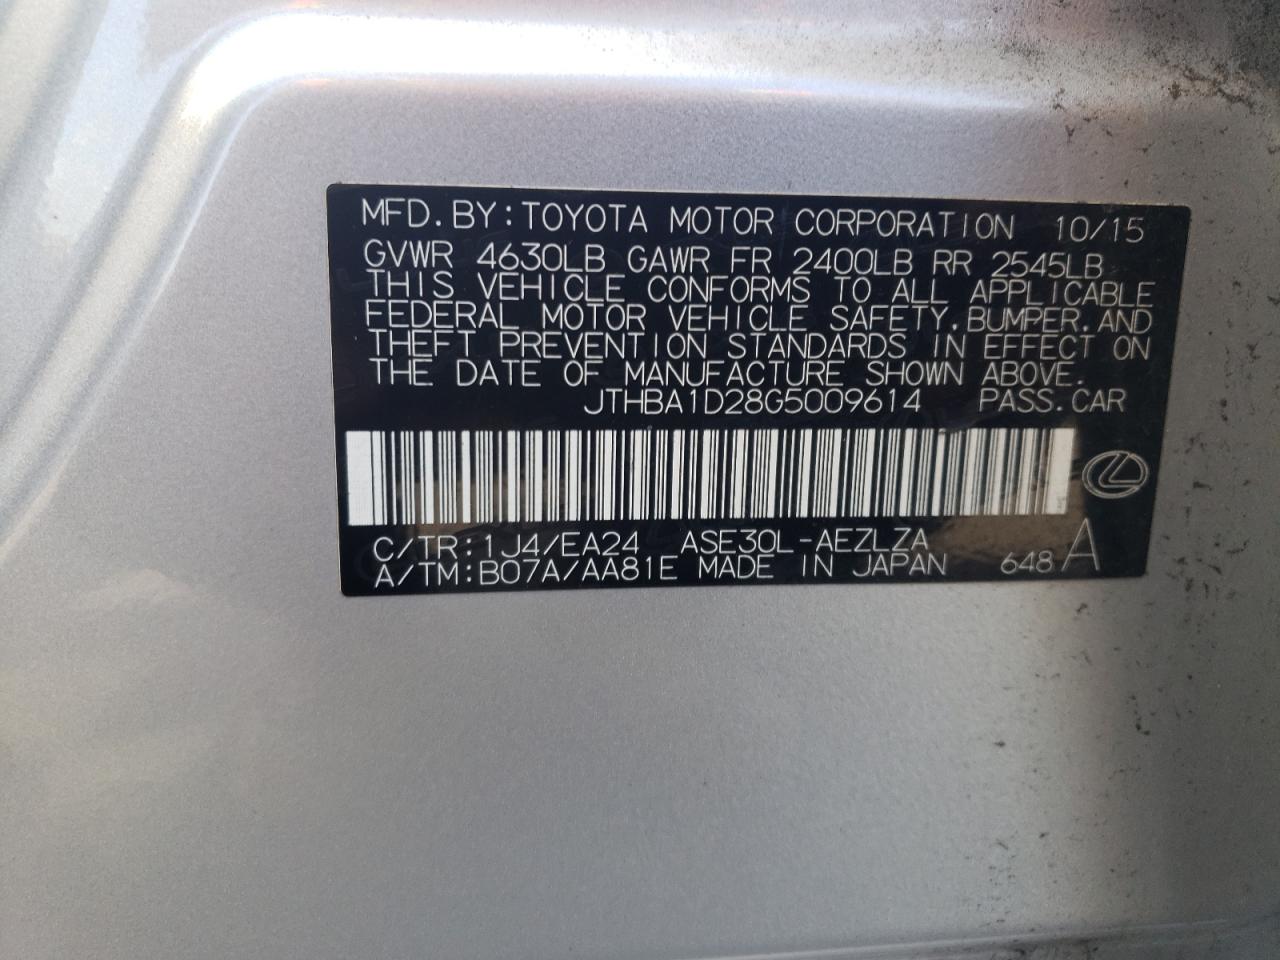 MFD.BY:TOYOTA MOTOR CORPORATION 10/15
GVWR 4630LB GAWR FR 2400LB RR 2545LB
THIS VEHICLE CONFORMS TO ALL APPLICABLE
FEDERAL MOTOR VEHICLE SAFETY,BUMPER,AND
THEFT PREVENTION STANDARDS IN EFFECT ON
THE DATE OF MANUFACTURE SHOWN ABOVE.
JTHBA1D28G5009614 PASS.CAR
C/TR:1J4/EA24 ASE30L-AEZLZA
A/TM:B07A/AA81E MADE IN JAPAN 648 A